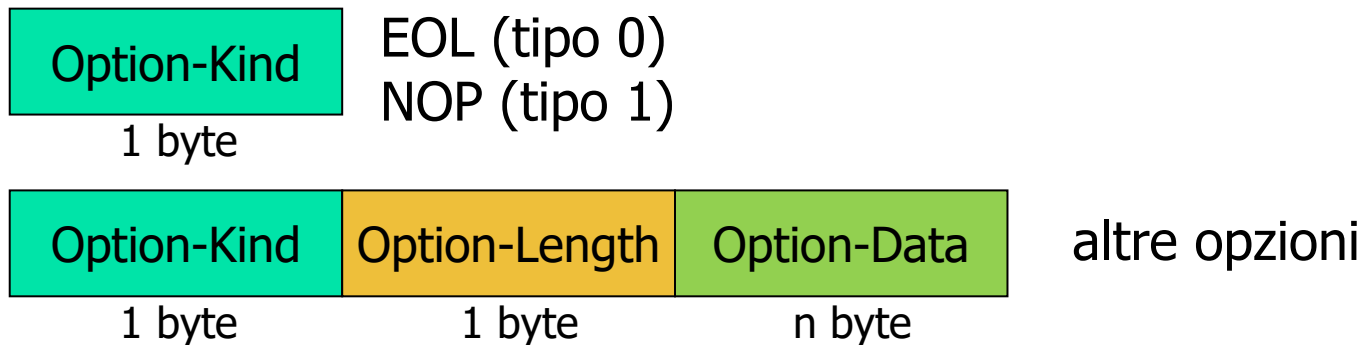 Option-Kind
EOL (tipo 0)
NOP (tipo 1)
1 byte
Option-Kind Option-Length Option-Data altre opzioni
1 byte 1 byte n byte